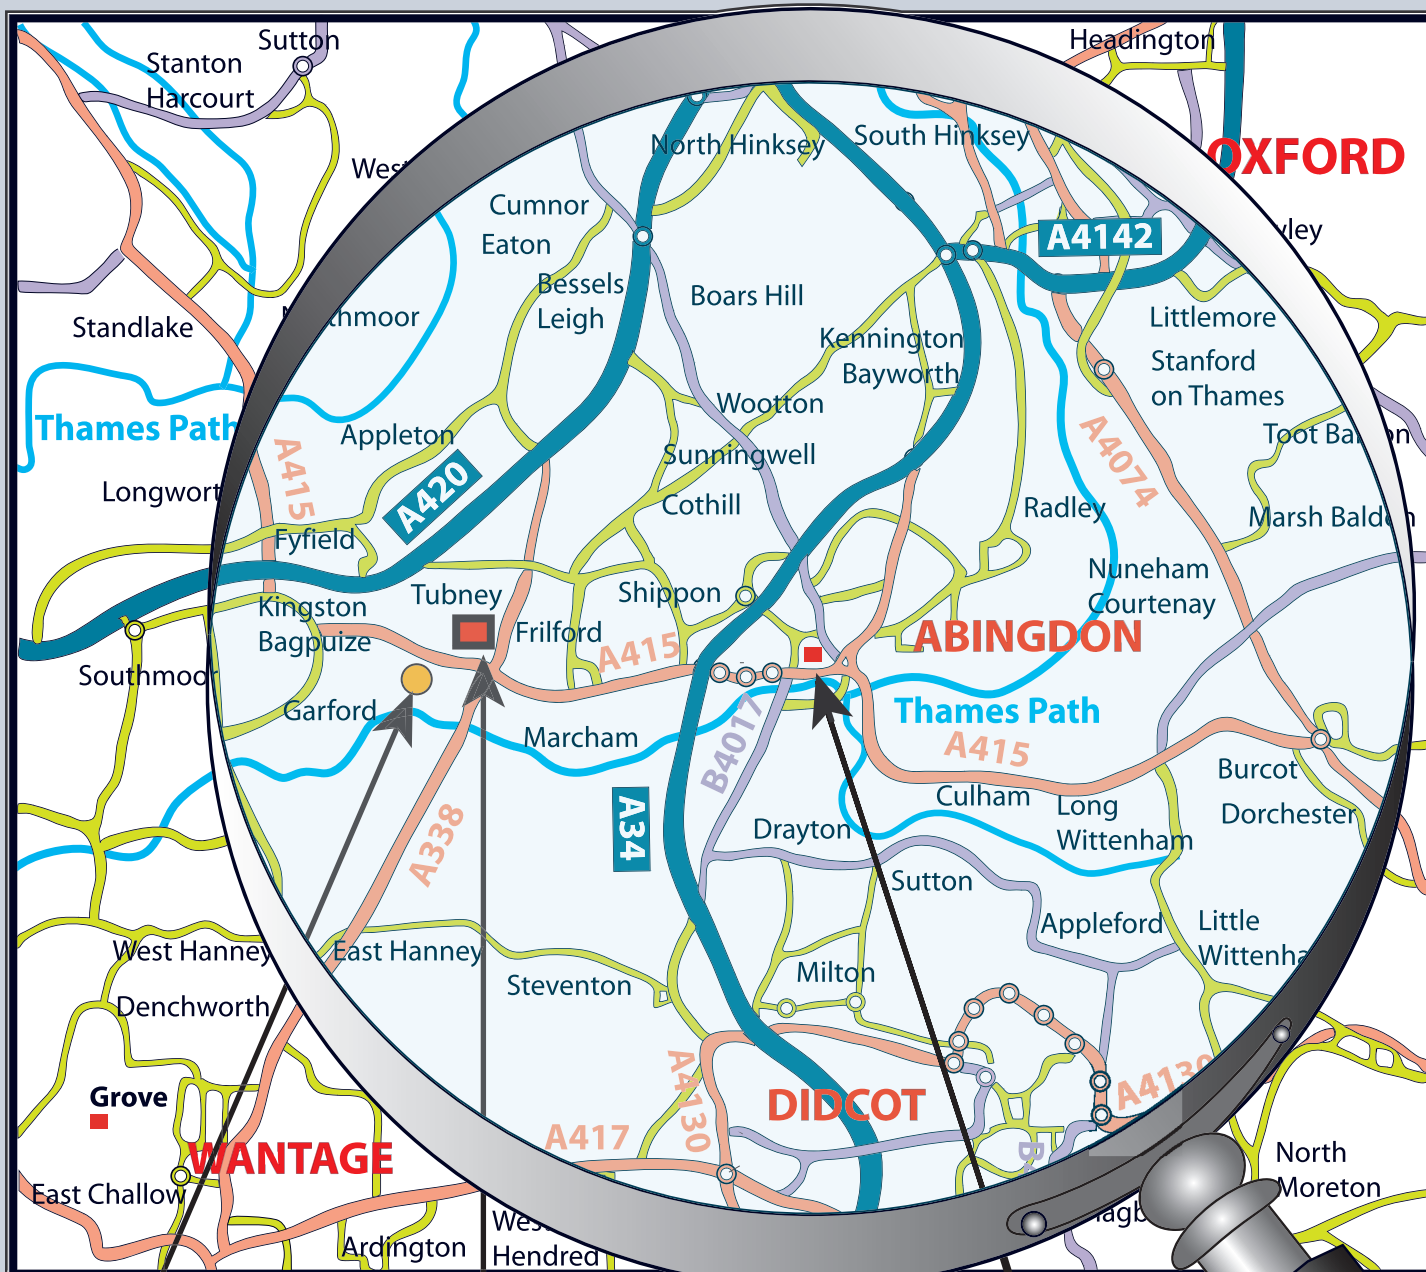 Sutton
Headington
Stanton
Harcourt
North Hinksey
South Hinksey
OXFORD
Cumnor
Eaton
A4142
Bessels
Leigh
Boars Hill
Standlake
Littlemore
Kennington
Bayworth
Stanford
on Thames
Wootton
Thames Path
Appleton
A415
A4074
Sunningwell
Cothill
A420
Radley
Fyfield
Nuneham
Courtenay
Tubney
Shippon
Kingston
Bagpuize
Frilford
A415
ABINGDON
Southmoor
Garford
Marcham
B4017
Thames Path
A415
Burcot
Culham
Long
Wittenham
Dorchester
A34
A338
Drayton
Sutton
Appleford
Little
West Hanney
East Hanney
Steventon
Milton
Denchworth
A4130
A4130
Grove
DIDCOT
A417
WANTAGE
North
Moreton
East Challow
Ardington
Hendred